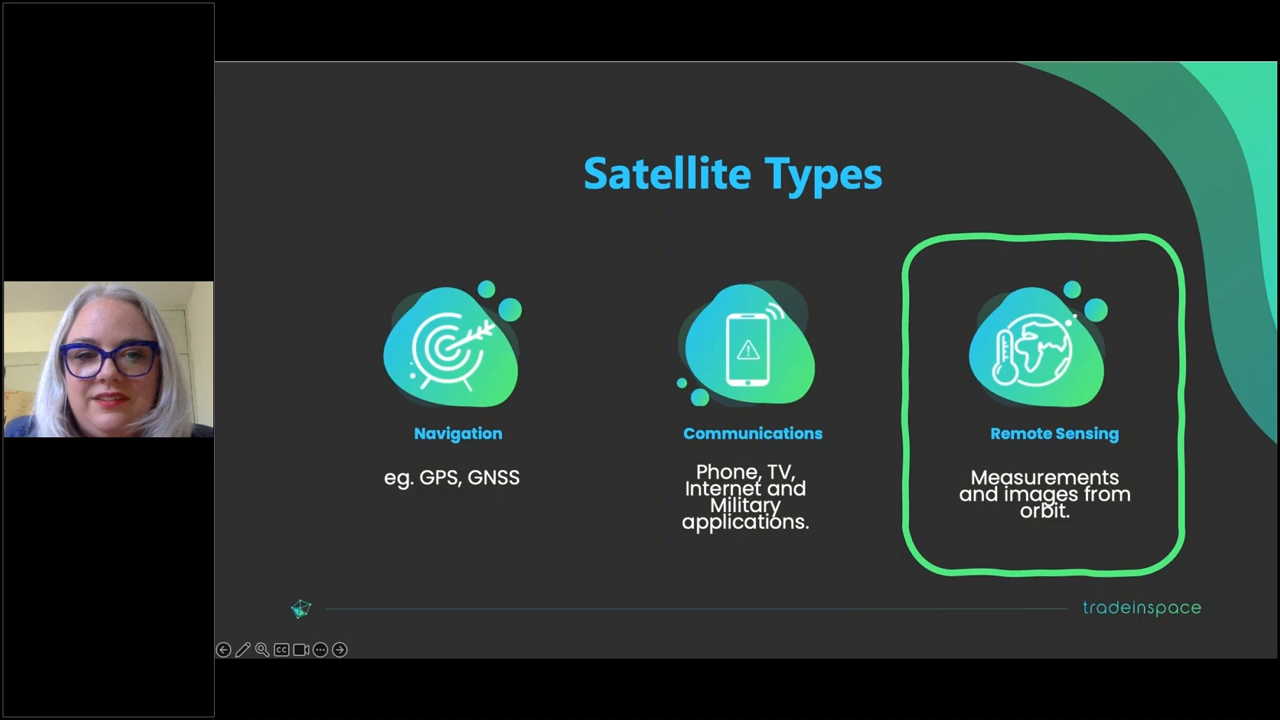 Satellite Types
Navigation
eg. GPS, GNSS
Communications
Phone, TV,
Internet and
Military
applications.
Remote Sensing
Measurements
and images from
orbit.
tradeinspace
CC